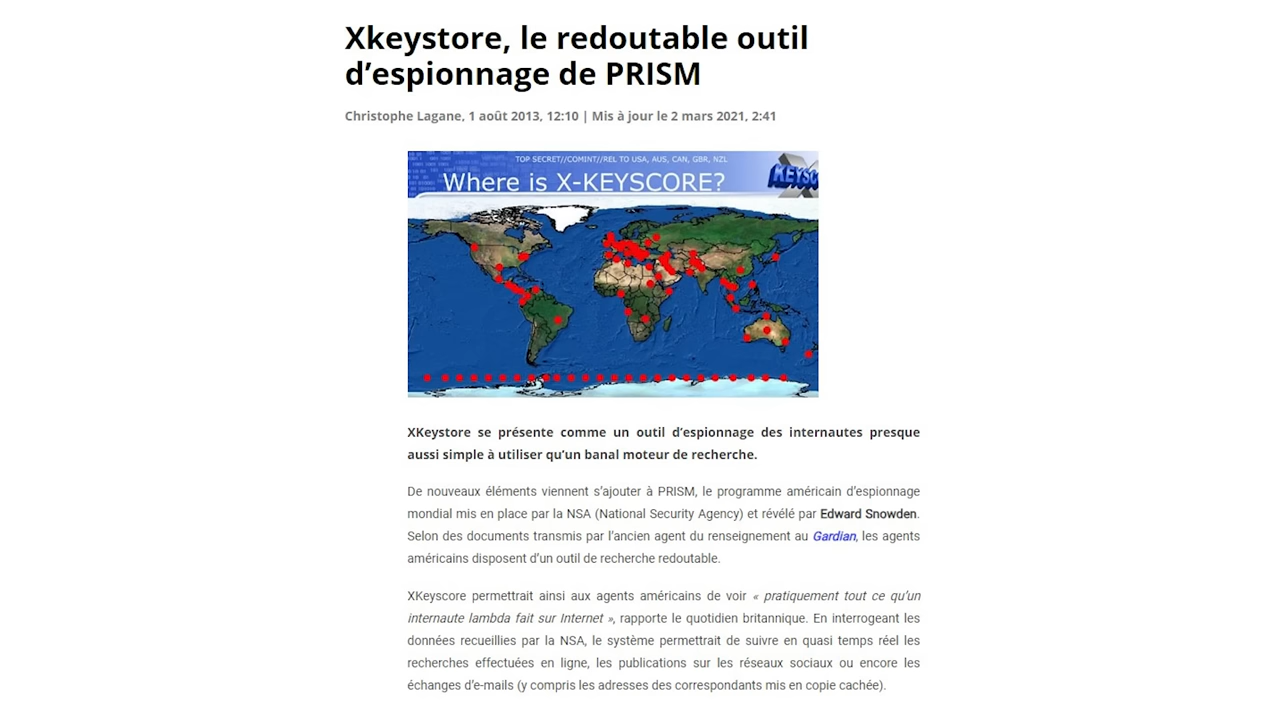 Xkeystore, le redoutable outil
d’espionnage de PRISM
Christophe Lagane, 1 août 2013, 12:10 | Mis à jour le 2 mars 2021, 2:41
TOP SECRET//COMINT//REL TO USA, AUS, CAN, GBR, NZL
Where is X-KEYSCORE?
KEYSC
XKeystore se présente comme un outil d’espionnage des internautes presque
aussi simple à utiliser qu’un banal moteur de recherche.
De nouveaux éléments viennent s’ajouter à PRISM, le programme américain d’espionnage
mondial mis en place par la NSA (National Security Agency) et révélé par Edward Snowden.
Selon des documents transmis par l’ancien agent du renseignement au Gardian, les agents
américains disposent d’un outil de recherche redoutable.
XKeyscore permettrait ainsi aux agents américains de voir « pratiquement tout ce qu’un
internaute lambda fait sur Internet », rapporte le quotidien britannique. En interrogeant les
données recueillies par la NSA, le système permettrait de suivre en quasi temps réel les
recherches effectuées en ligne, les publications sur les réseaux sociaux ou encore les
échanges d’e-mails (y compris les adresses des correspondants mis en copie cachée).